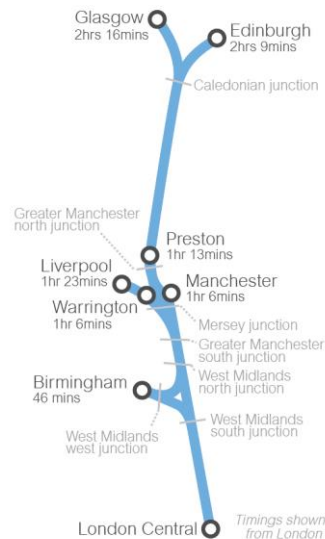 Glasgow
2hrs 16mins
Edinburgh
2hrs 9mins
Caledonian junction
Greater Manchester
north junction
Preston
1hr 13mins
Liverpool
1hr 23mins
Manchester
1hr 6mins
Warrington
1hr 6mins
Mersey junction
Greater Manchester
south junction
West Midlands
north junction
Birmingham
46 mins
West Midlands
south junction
West Midlands
west junction
London Central
Timings shown
from London